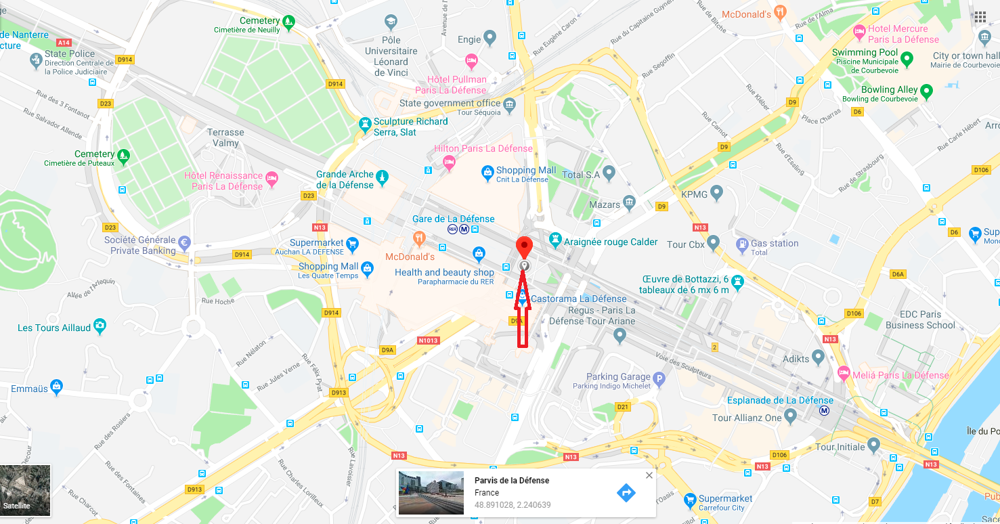 Cemetery
Cimetière de Neuilly
Pôle
Universitaire
Léonard
de Vinci
Avenue de l'
Engie
Rue Eugène Caron
Rue du Capitaine Guynemer
Rue de Bitche
McDonald's
Rue de l'Alma
Hotel Mercure
Paris La Défense
City or town hall
Mairie de Courbevoie
de Nanterre
cture
A14
State Police
Direction Centrale de
la Police Judiciaire
D914
D914
Hôtel Pullman
Paris La Défense
State government office
Tour Séquoia
Rue Segoffin
Swimming Pool
Piscine Municipale
de Courbevoie
Bowling Alley
Bowling de Courbevoie
Rue Kléber
D9
D6
Place Charras
Rue Carnot
Rue Carle Hébert
Rue des 3 Fontanot
D23
Rue Salvador Allende
Terrasse
Valmy
Sculpture Richard
Serra, Slat
Cemetery
Cimetière de Puteaux
Hôtel Renaissance
Paris La Défense
Grande Arche
de la Défense
Hilton Paris La Défense
Shopping Mall
Cnit La Défense
Total S.A
D9
Rue d'Essling
Rue de Strasbourg
D106
D23
Mazars
KPMG
D9
D23
N13
Gare de La Défense
RER
M
N13
D6
Société Générale
Private Banking
Supermarket
Auchan LA DEFENSE
McDonald's
Araignée rouge Calder
Tour Cbx
Gas station
Total
D914
Shopping Mall
Les Quatre Temps
Health and beauty shop
Parapharmacie du RER
Œuvre de Bottazzi, 6
tableaux de 6 mx 6 m
D6A
Allée de l'Arlequin
Rue Hoche
Castorama La Défense
Regus - Paris La
Défense Tour Ariane
D9A
D914
D106
EDC Paris
Business School
Les Tours Aillaud
N1013
D9A
N13
2
Adikts
Rue Nélaton
Rue Jules Verne
Rue Félix Pyat
Voie des Sculpteurs
Meliá Paris La Défense
Parking Garage
Parking Indigo Michelet
P
Emmaüs
D913
D21
Esplanade de La Défense
M
Tour Allianz One
Rue des Rosiers
Tour Initiale
N13
N13
D106
N13
N13
Rue Lavoisier
Rue des Fontaines
Rue Charles Lorilleux
D913
Rue Charcot
Satellite
Parvis de la Défense
France
48.891028, 2.240639
Supermarket
Carrefour City
D7